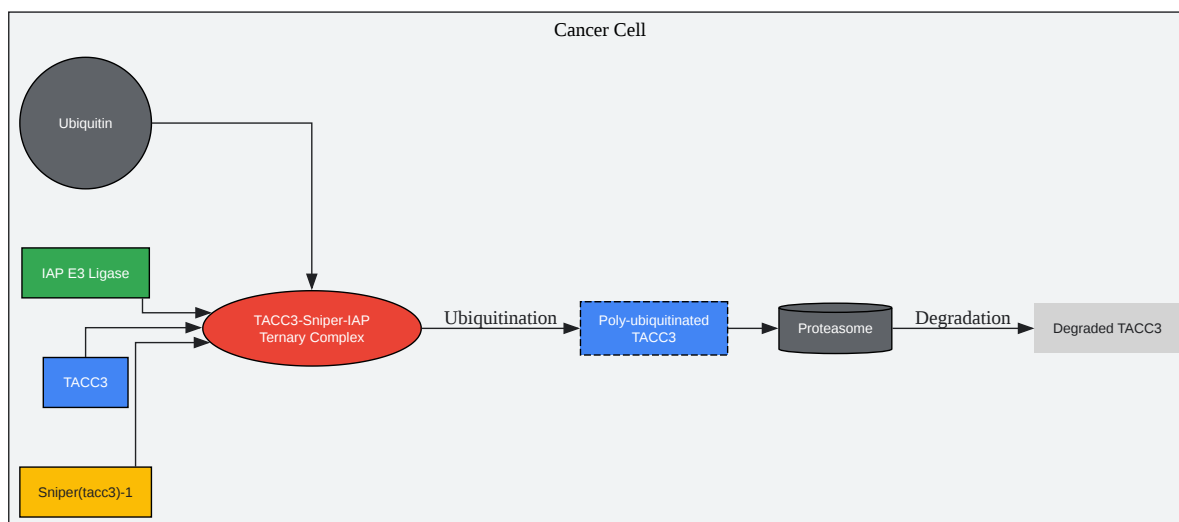 Cancer Cell
Ubiquitin
IAP E3 Ligase
TACC3
Sniper(tacc3)-1
TACC3-Sniper-IAP
Ternary Complex
Ubiquitination
Poly-ubiquitinated
TACC3
Proteasome
Degradation
Degraded TACC3